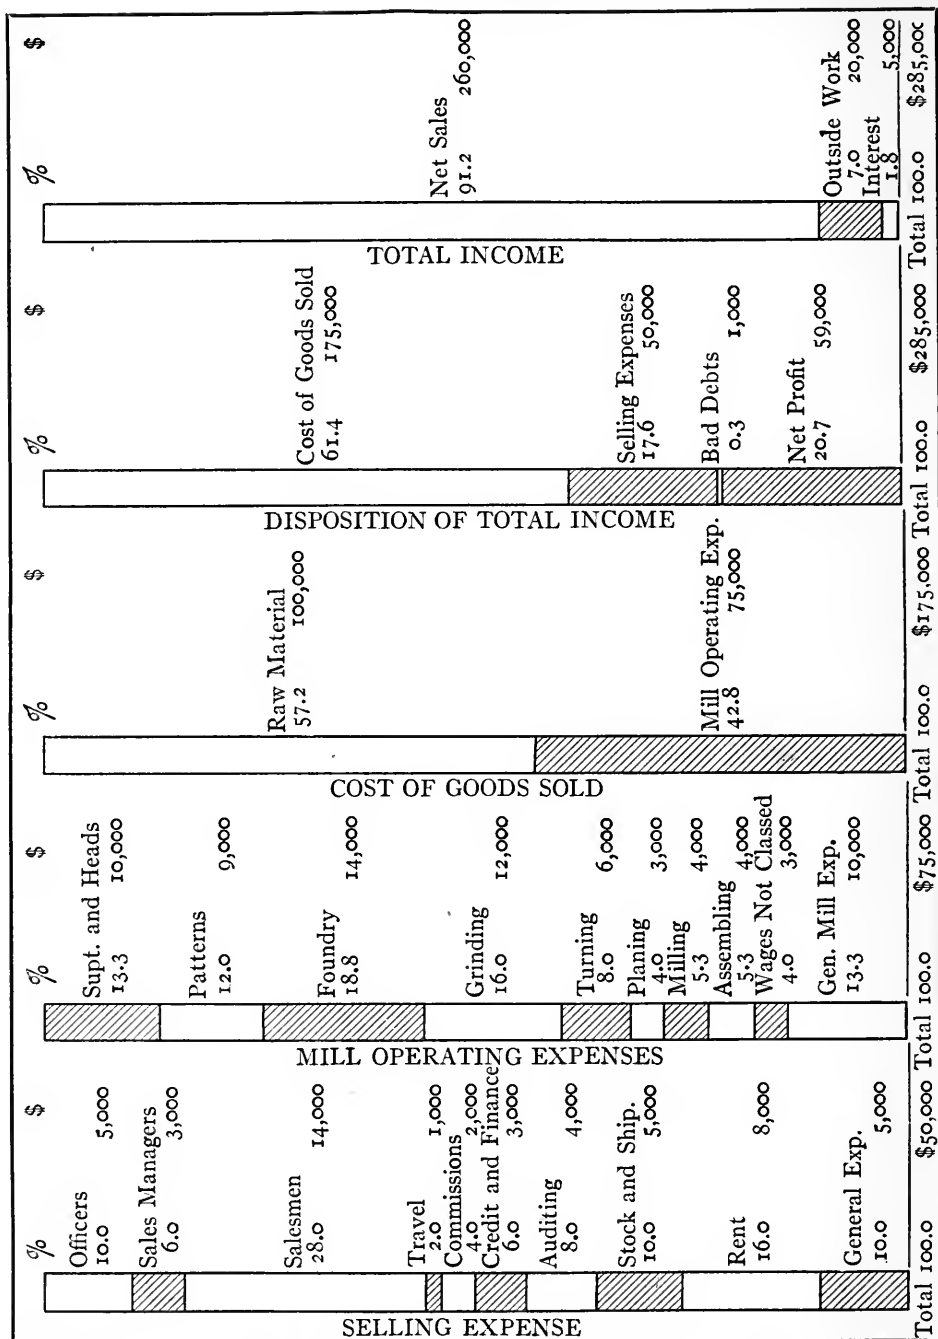 SELLING EXPENSE
% $
Officers
10.0 5,000
Sales Managers
6.0 3,000
Salesmen
28.0 14,000
Travel
2.0 1,000
Commissions
4.0 2,000
Credit and Finance
6.0 3,000
Auditing
8.0 4,000
Stock and Ship.
10.0 5,000
Rent
16.0 8,000
General Exp.
10.0 5,000
Total 100.0 $50,000
MILL OPERATING EXPENSES
% $
Supt. and Heads
13.3 10,000
Patterns
12.0 9,000
Foundry
18.8 14,000
Grinding
16.0 12,000
Turning
8.0 6,000
Planing
4.0 3,000
Milling
5.3 4,000
Assembling
5.3 4,000
Wages Not Classed
4.0 3,000
Gen. Mill Exp.
13.3 10,000
Total 100.0 $75,000
COST OF GOODS SOLD
% $
Raw Material
57.2 100,000
Mill Operating Exp.
42.8 75,000
Total 100.0 $175,000
DISPOSITION OF TOTAL INCOME
% $
Cost of Goods Sold
61.4 175,000
Selling Expenses
17.6 50,000
Bad Debts
0.3 1,000
Net Profit
20.7 59,000
Total 100.0 $285,000
TOTAL INCOME
% $
Net Sales
91.2 260,000
Outside Work
7.0 20,000
Interest
1.8 5,000
Total 100.0 $285,000